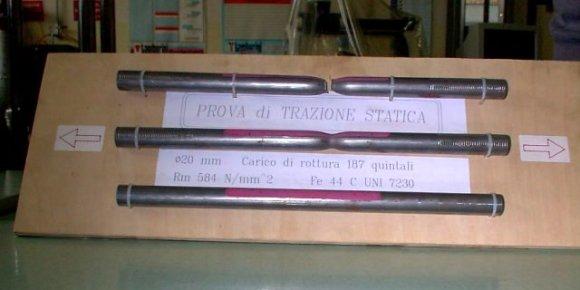 PROVA di TRAZIONE STATICA
ø20 mm Carico di rottura 187 quintali
Rm 584 N/mm^2 Fe 44 C UNI 7230